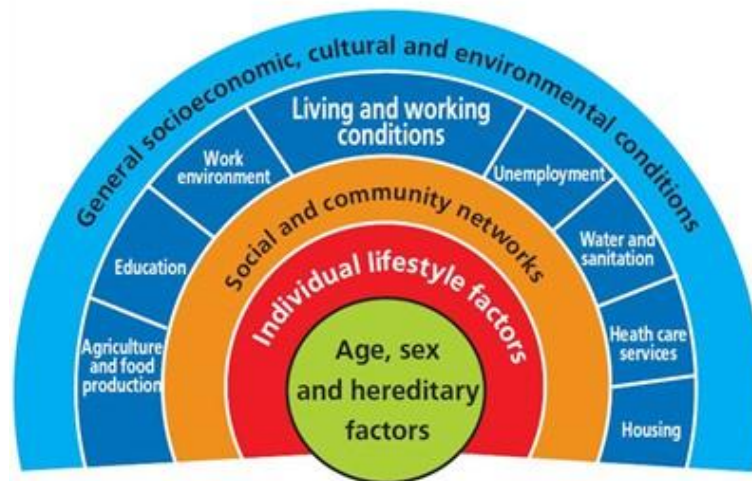 General socioeconomic, cultural and environmental conditions
Living and working
conditions
Work
environment
Unemployment
Education
Water and
sanitation
Agriculture
and food
production
Heath care
services
Housing
Social and community networks
Individual lifestyle factors
Age, sex
and hereditary
factors